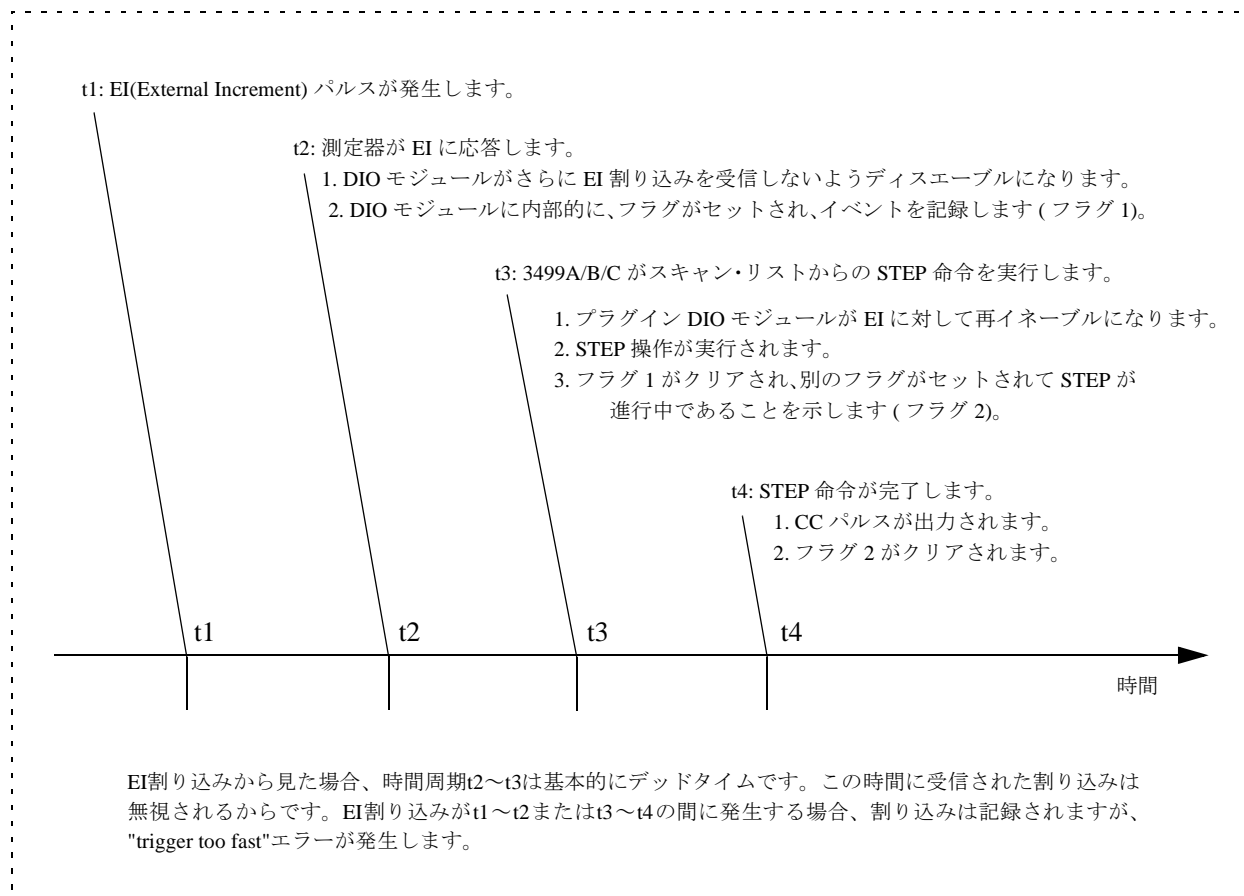 t1: EI(External Increment) パルスが発生します。
t2: 測定器が EI に応答します。
1. DIO モジュールがさらに EI 割り込みを受信しないようディスエーブルになります。
2. DIO モジュールに内部的に、フラグがセットされ、イベントを記録します ( フラグ 1)。
t3: 3499A/B/C がスキャン・リストからの STEP 命令を実行します。
1. プラグイン DIO モジュールが EI に対して再イネーブルになります。
2. STEP 操作が実行されます。
3. フラグ 1 がクリアされ、別のフラグがセットされて STEP が
進行中であることを示します ( フラグ 2)。
t4: STEP 命令が完了します。
1. CC パルスが出力されます。
2. フラグ 2 がクリアされます。
t1 t2 t3 t4
時間
EI割り込みから見た場合、時間周期t2〜t3は基本的にデッドタイムです。この時間に受信された割り込みは
無視されるからです。EI割り込みがt1〜t2またはt3〜t4の間に発生する場合、割り込みは記録されますが、
"trigger too fast"エラーが発生します。